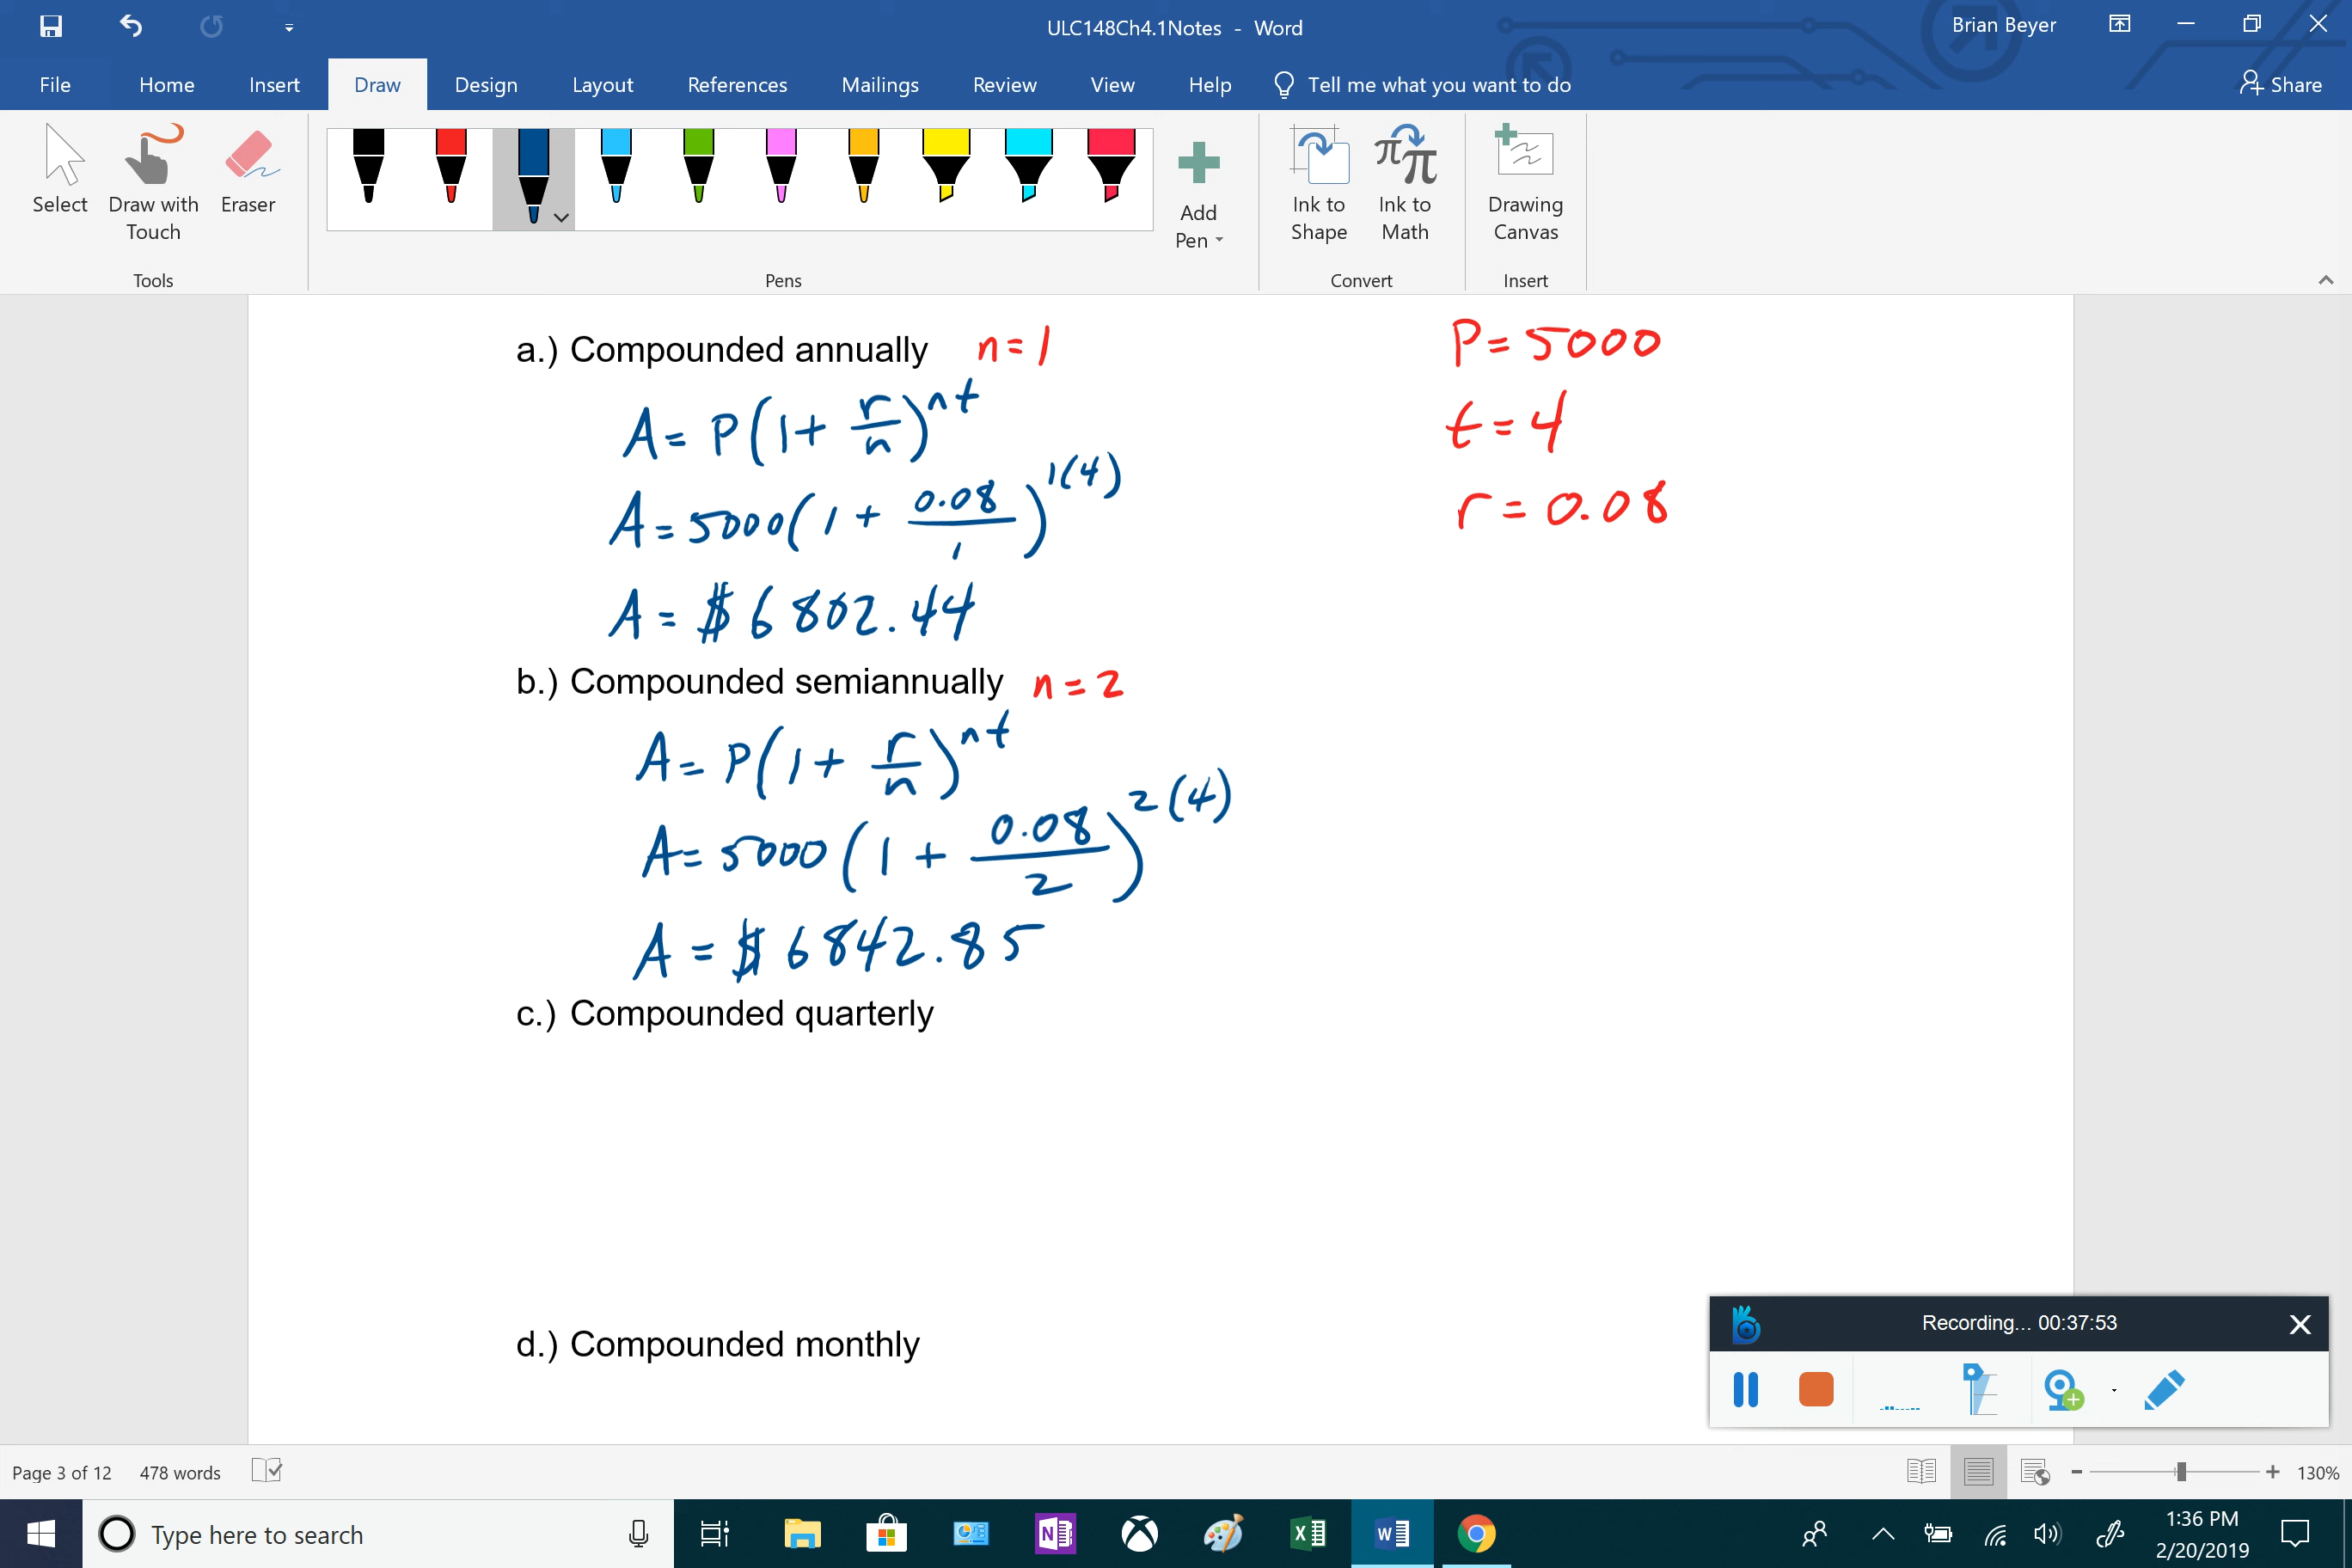 ULC148Ch4.1Notes - Word
Brian Beyer
File Home Insert Draw Design Layout References Mailings Review View Help Tell me what you want to do Share
Select Draw with Touch Eraser
Add Pen
Ink to Shape Ink to Math
Drawing Canvas
Tools Pens Convert Insert
a.) Compounded annually n = 1
P = 5000
A = P(1 + r/n)^nt
t = 4
A = 5000(1 + 0.08/1)^1(4)
r = 0.08
A = $6802.44
b.) Compounded semiannually n = 2
A = P(1 + r/n)^nt
A = 5000(1 + 0.08/2)^2(4)
A = $6842.85
c.) Compounded quarterly
d.) Compounded monthly
Recording... 00:37:53
Page 3 of 12 478 words 130%
Type here to search
1:36 PM
2/20/2019